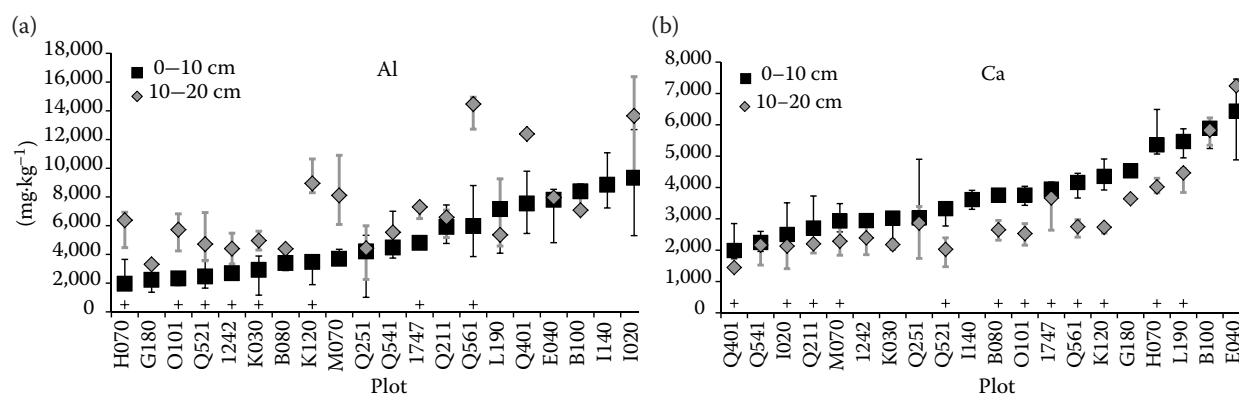 (a)
18,000
16,000
14,000
12,000
10,000
8,000
6,000
4,000
2,000
0
(mg·kg⁻¹)
Al
0–10 cm
10–20 cm
+ + + + + + + +
H070 G180 O101 Q521 1242 K030 B080 K120 M070 Q251 Q541 1747 Q211 Q561 L190 Q401 E040 B100 I140 I020
Plot
(b)
8,000
7,000
6,000
5,000
4,000
3,000
2,000
1,000
0
Ca
0–10 cm
10–20 cm
+ + + + + + + + + + + + +
Q401 Q541 I020 Q211 M070 1242 K030 Q251 Q521 I140 B080 O101 1747 Q561 K120 G180 H070 L190 B100 E040
Plot